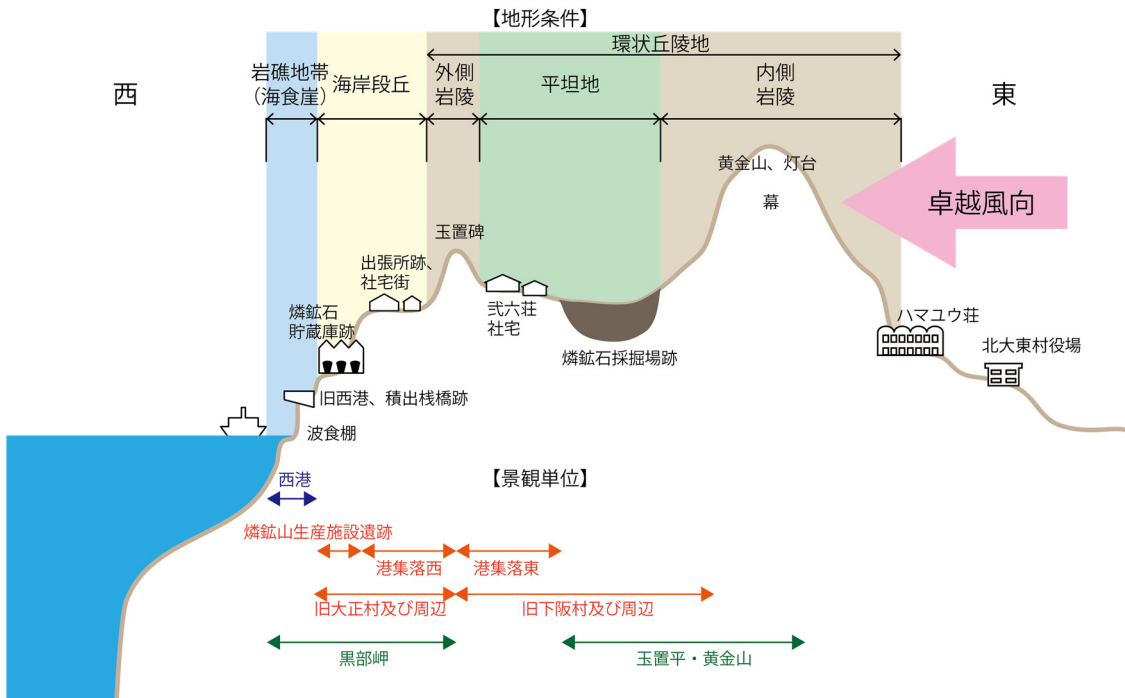 【地形条件】
環状丘陵地
西
岩礁地帯
（海食崖）
海岸段丘
外側
岩陵
平坦地
内側
岩陵
東
黄金山、灯台
幕
卓越風向
玉置碑
出張所跡、
社宅街
燐鉱石
貯蔵庫跡
弐六荘
社宅
ハマユウ荘
燐鉱石採掘場跡
北大東村役場
旧西港、積出桟橋跡
波食棚
【景観単位】
西港
燐鉱山生産施設遺跡
港集落西
港集落東
旧大正村及び周辺
旧下阪村及び周辺
黒部岬
玉置平・黄金山